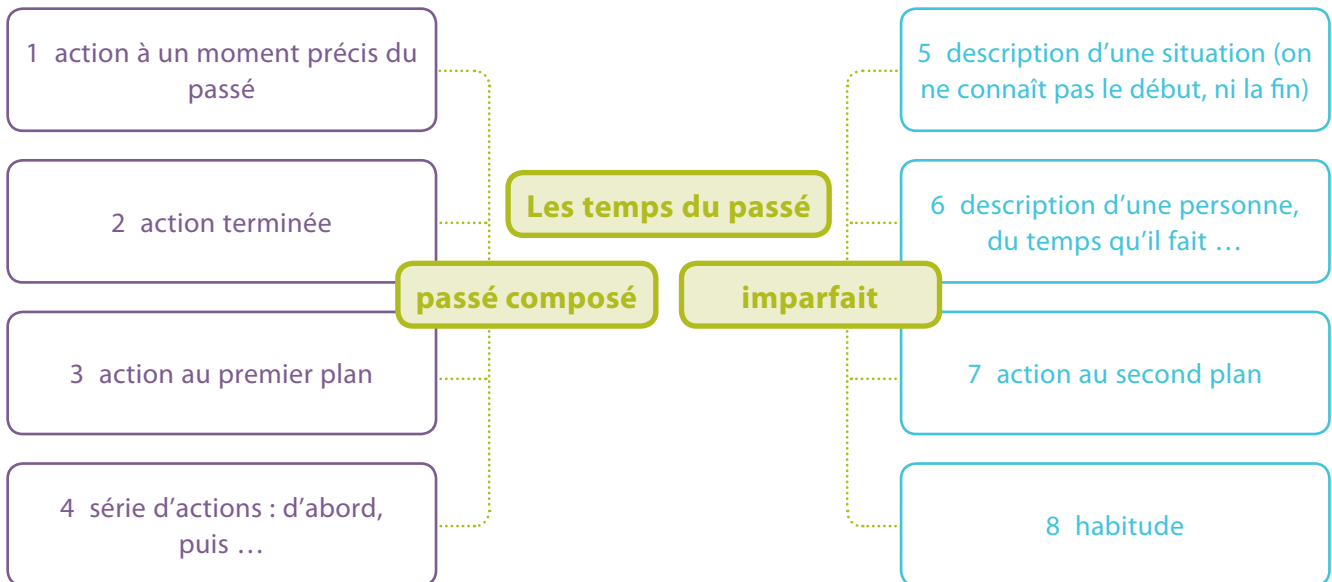 1 action à un moment précis du
passé
2 action terminée
3 action au premier plan
4 série d’actions : d’abord,
puis …
Les temps du passé
passé composé
imparfait
5 description d’une situation (on
ne connaît pas le début, ni la fin)
6 description d’une personne,
du temps qu’il fait …
7 action au second plan
8 habitude